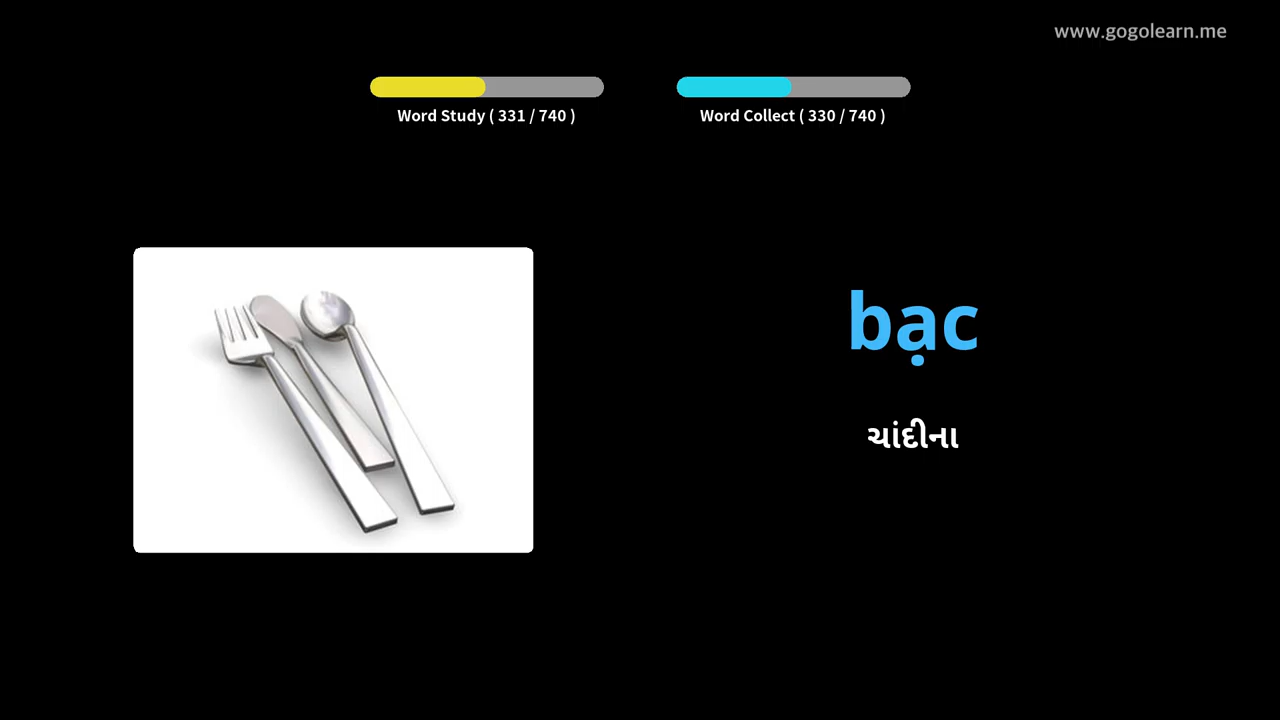 www.gogolearn.me
Word Study ( 331 / 740 )
Word Collect ( 330 / 740 )
bạc
ચાંદીના